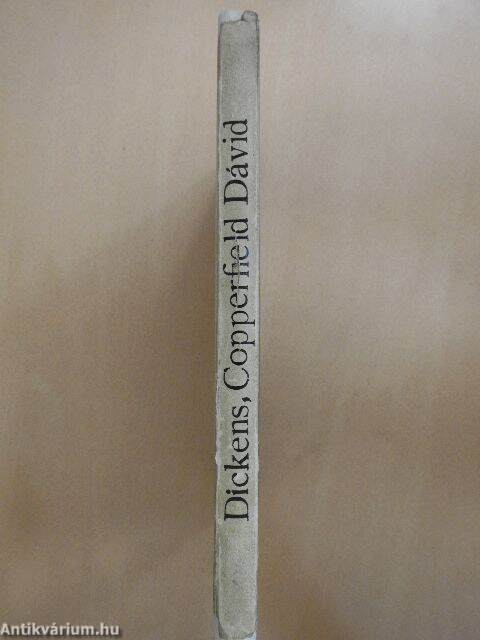 Dickens, Copperfield Dávid
Antikvárium.hu